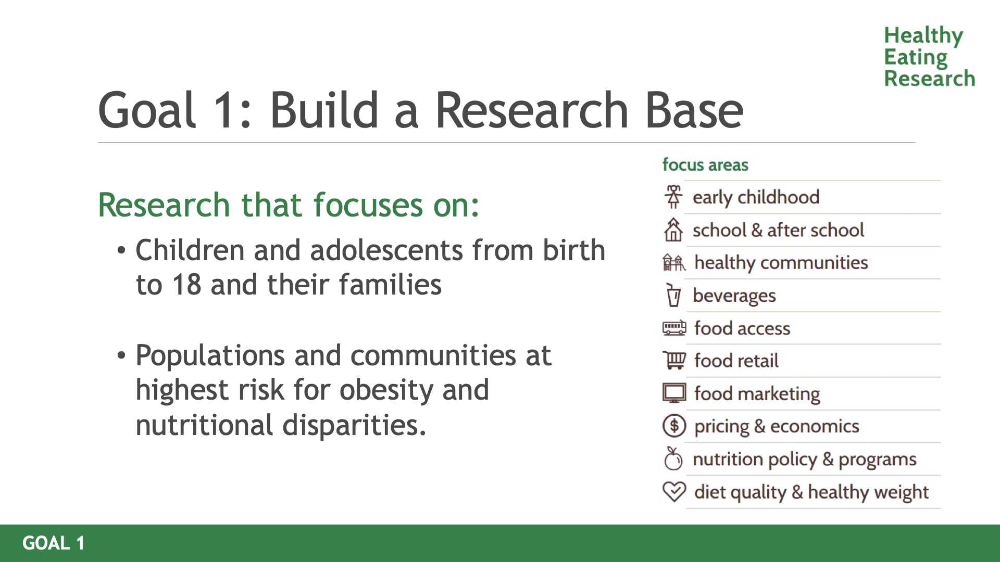 Healthy
Eating
Research
Goal 1: Build a Research Base
Research that focuses on:
• Children and adolescents from birth
to 18 and their families
• Populations and communities at
highest risk for obesity and
nutritional disparities.
focus areas
early childhood
school & after school
healthy communities
beverages
food access
food retail
food marketing
$ pricing & economics
nutrition policy & programs
diet quality & healthy weight
GOAL 1